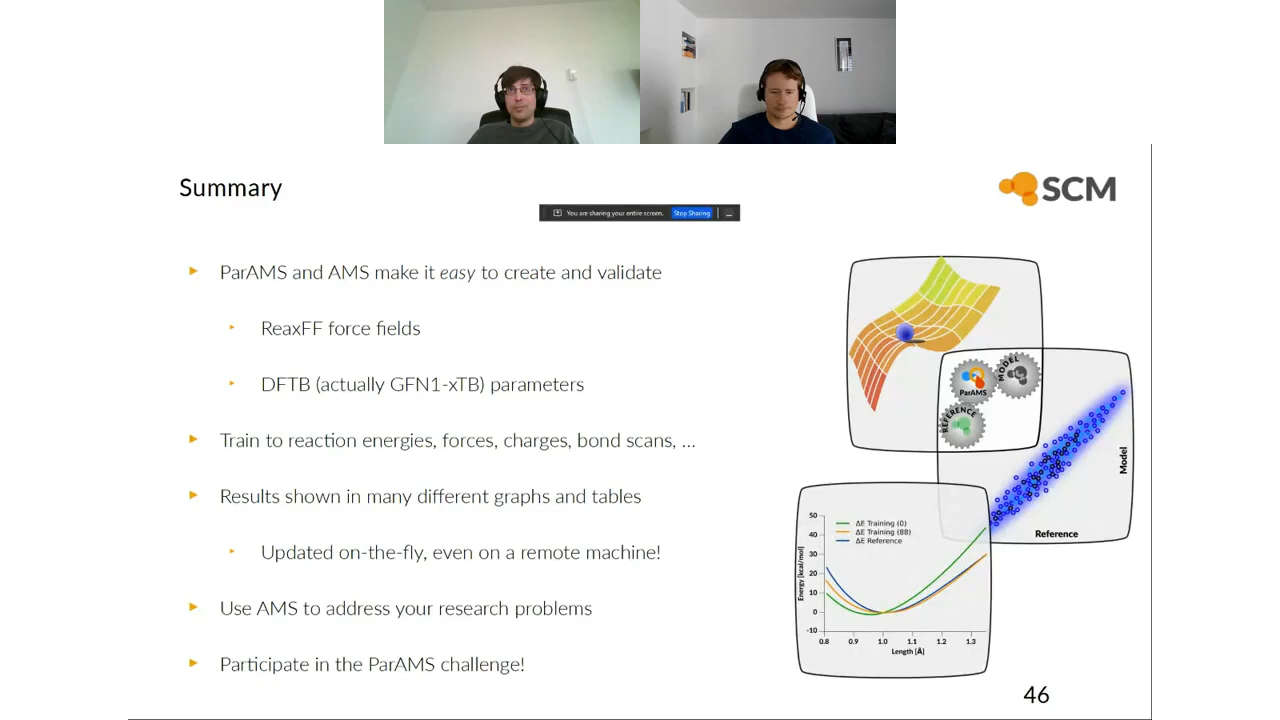 Summary
SCM
You are sharing your entire screen. Stop Sharing
ParAMS and AMS make it easy to create and validate
ReaxFF force fields
DFTB (actually GFN1-xTB) parameters
Train to reaction energies, forces, charges, bond scans, ...
Results shown in many different graphs and tables
Updated on-the-fly, even on a remote machine!
Use AMS to address your research problems
Participate in the ParAMS challenge!
MODEL
ParAMS
REFERENCE
Model
Reference
50
40
30
20
10
0
-10
Energy [kcal/mol]
ΔE Training (0)
ΔE Training (88)
ΔE Reference
0.8 0.9 1.0 1.1 1.2 1.3
Length [Å]
46